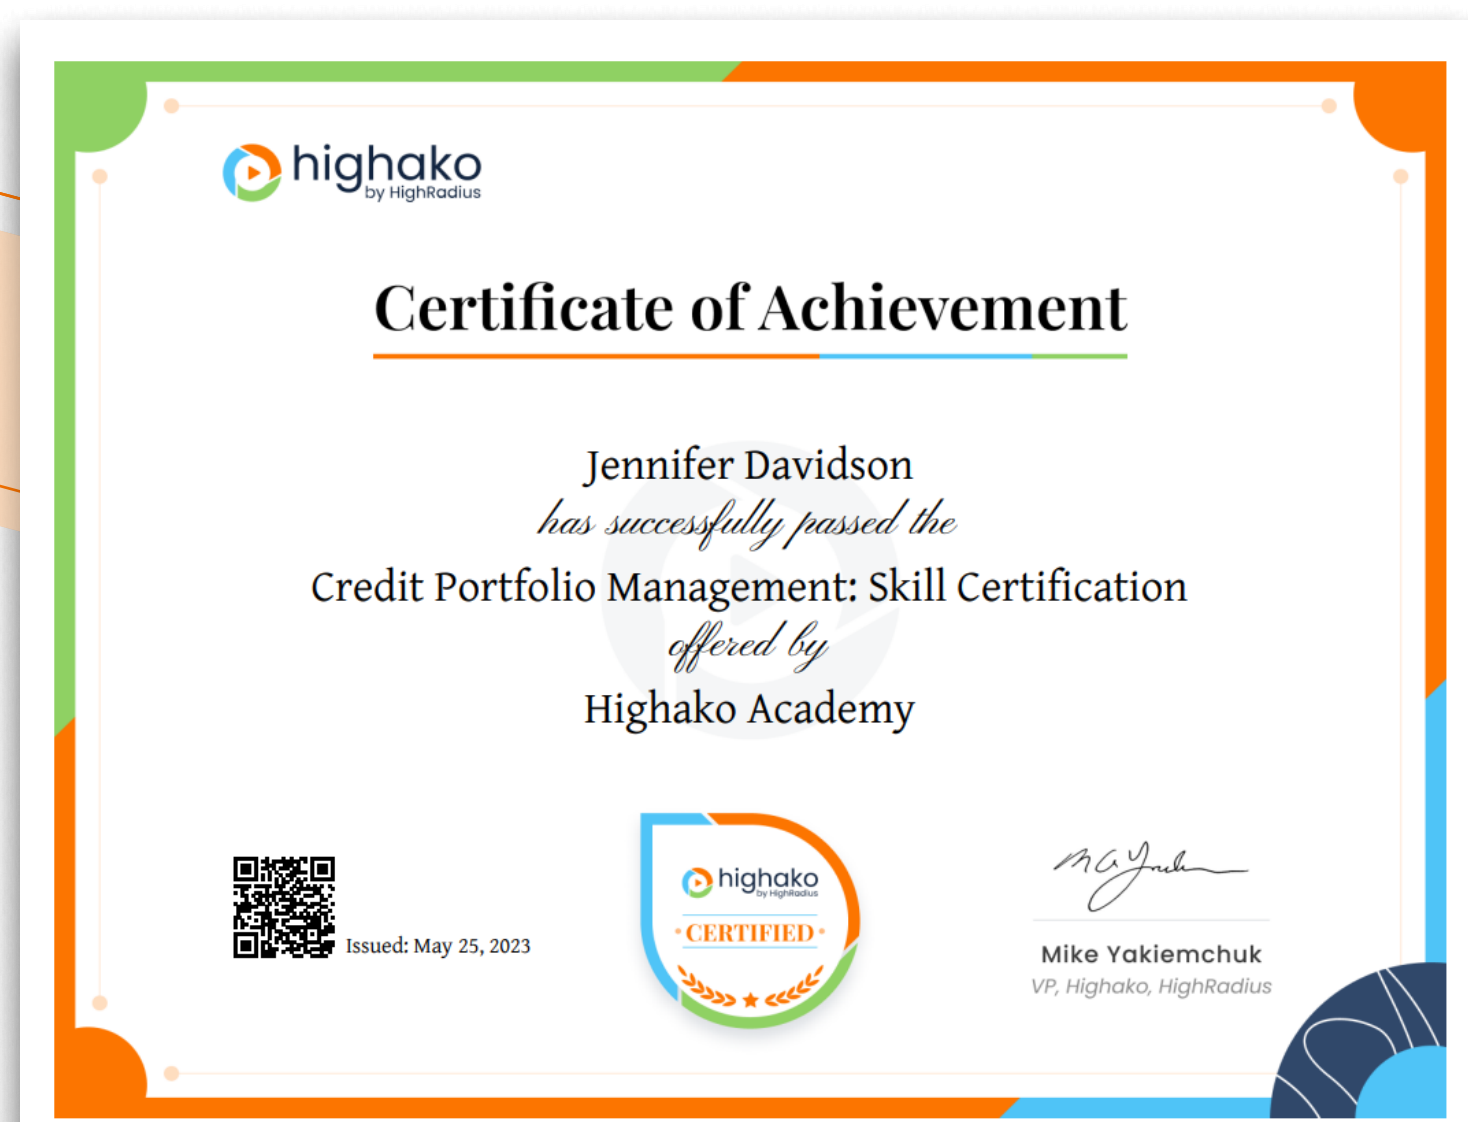 highako
by HighRadius
Certificate of Achievement
Jennifer Davidson
has successfully passed the
Credit Portfolio Management: Skill Certification
offered by
Highako Academy
Issued: May 25, 2023
highako
by HighRadius
CERTIFIED
Mike Yakiemchuk
VP, Highako, HighRadius